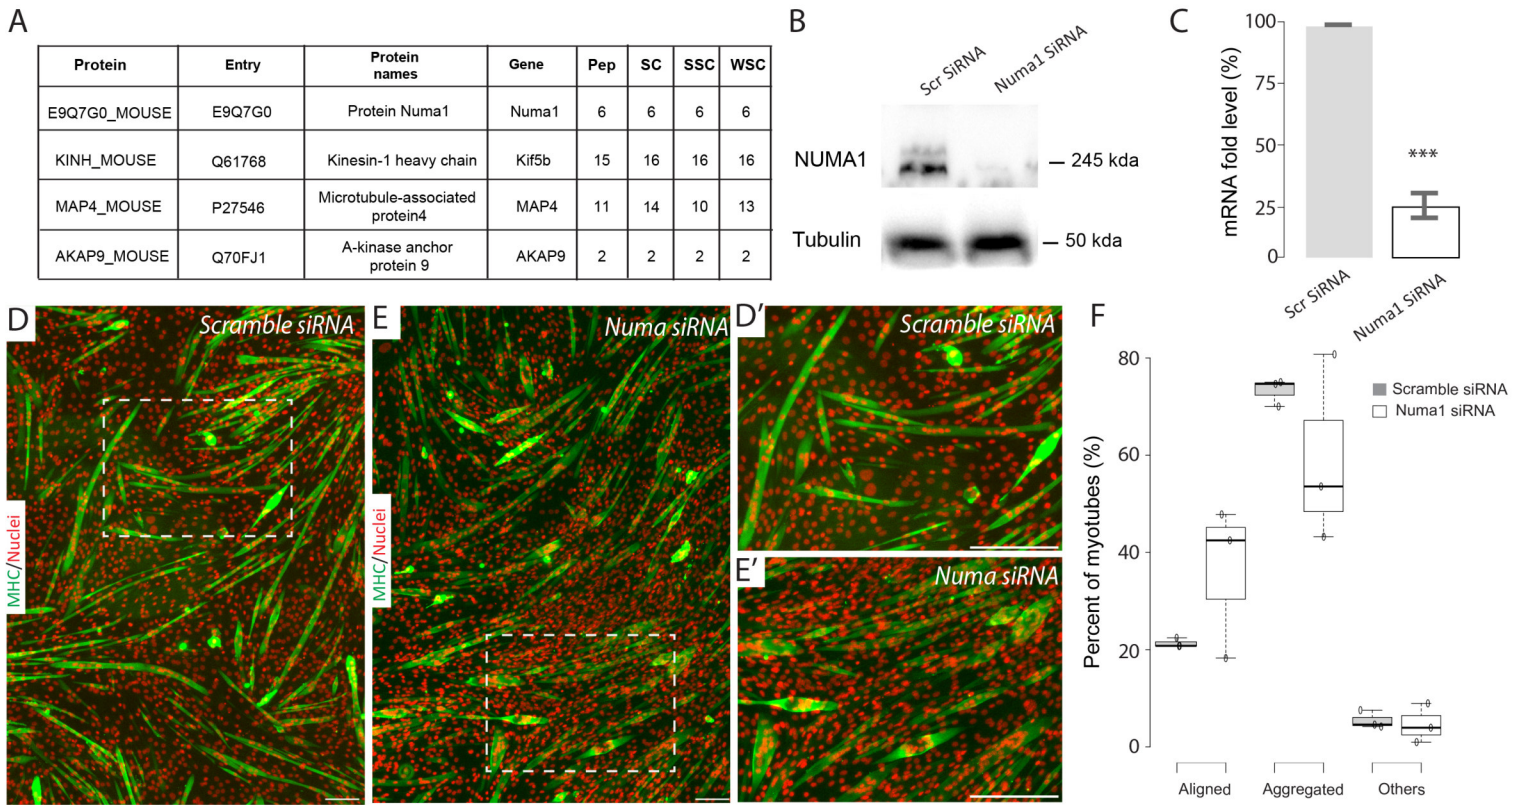 A
Protein Entry Protein names Gene Pep SC SSC WSC
E9Q7G0_MOUSE E9Q7G0 Protein Numa1 Numa1 6 6 6 6
KINH_MOUSE Q61768 Kinesin-1 heavy chain Kif5b 15 16 16 16
MAP4_MOUSE P27546 Microtubule-associated protein4 MAP4 11 14 10 13
AKAP9_MOUSE Q70FJ1 A-kinase anchor protein 9 AKAP9 2 2 2 2
B
Scr SiRNA
Numa1 SiRNA
NUMA1
245 kda
Tubulin
50 kda
C
mRNA fold level (%)
100
75
50
25
0
***
Scr SiRNA
Numa1 SiRNA
D
Scramble siRNA
MHC/Nuclei
E
Numa siRNA
MHC/Nuclei
D'
Scramble siRNA
E'
Numa siRNA
F
Percent of myotubes (%)
80
60
40
20
0
Scramble siRNA
Numa1 siRNA
Aligned
Aggregated
Others